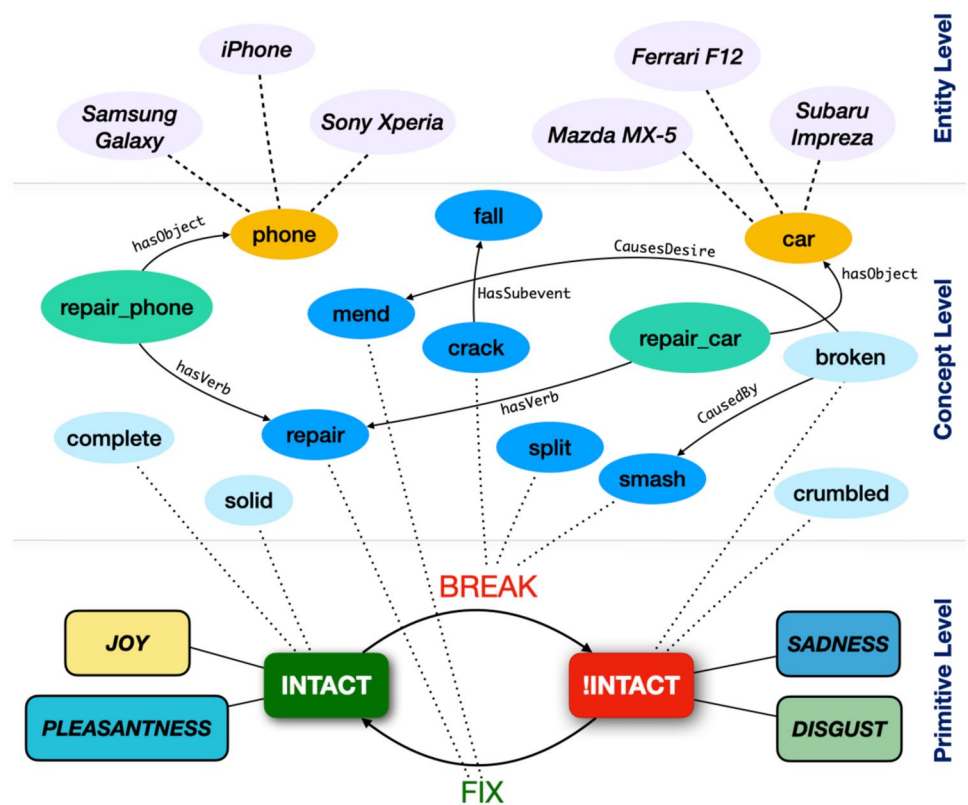 iPhone
Samsung
Galaxy
Sony Xperia
Ferrari F12
Mazda MX-5
Subaru
Impreza
Entity Level
fall
phone
car
hasObject
CausesDesire
hasObject
repair_phone
mend
HasSubevent
crack
repair_car
broken
hasVerb
hasVerb
CausedBy
complete
repair
split
smash
solid
crumbled
Concept Level
BREAK
JOY
INTACT
!INTACT
SADNESS
PLEASANTNESS
DISGUST
FIX
Primitive Level